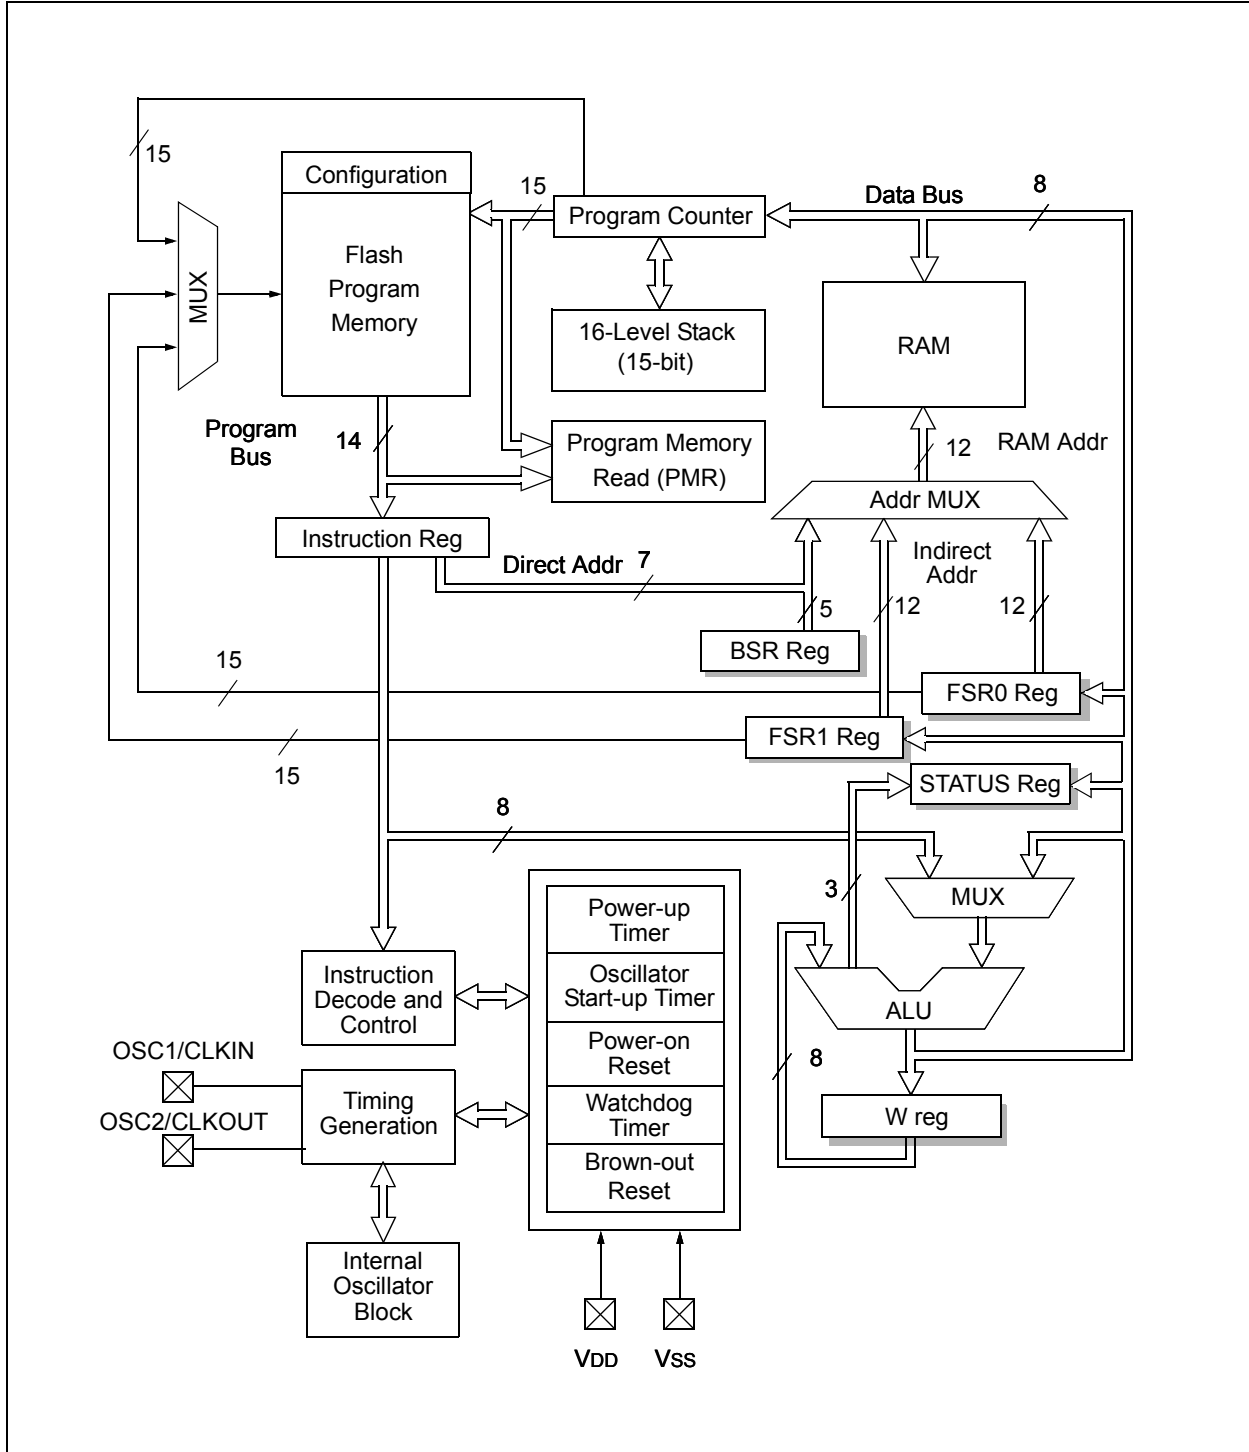 15
Configuration
15
Program Counter
Data Bus
8
Flash
Program
Memory
MUX
16-Level Stack
(15-bit)
RAM
Program
Bus
14
Program Memory
Read (PMR)
12
RAM Addr
Addr MUX
Instruction Reg
Direct Addr
7
Indirect
Addr
5
12
12
BSR Reg
15
FSR0 Reg
FSR1 Reg
15
STATUS Reg
8
3
MUX
Power-up
Timer
Instruction
Decode and
Control
Oscillator
Start-up Timer
ALU
OSC1/CLKIN
Power-on
Reset
8
OSC2/CLKOUT
Timing
Generation
Watchdog
Timer
W reg
Brown-out
Reset
Internal
Oscillator
Block
VDD
VSS